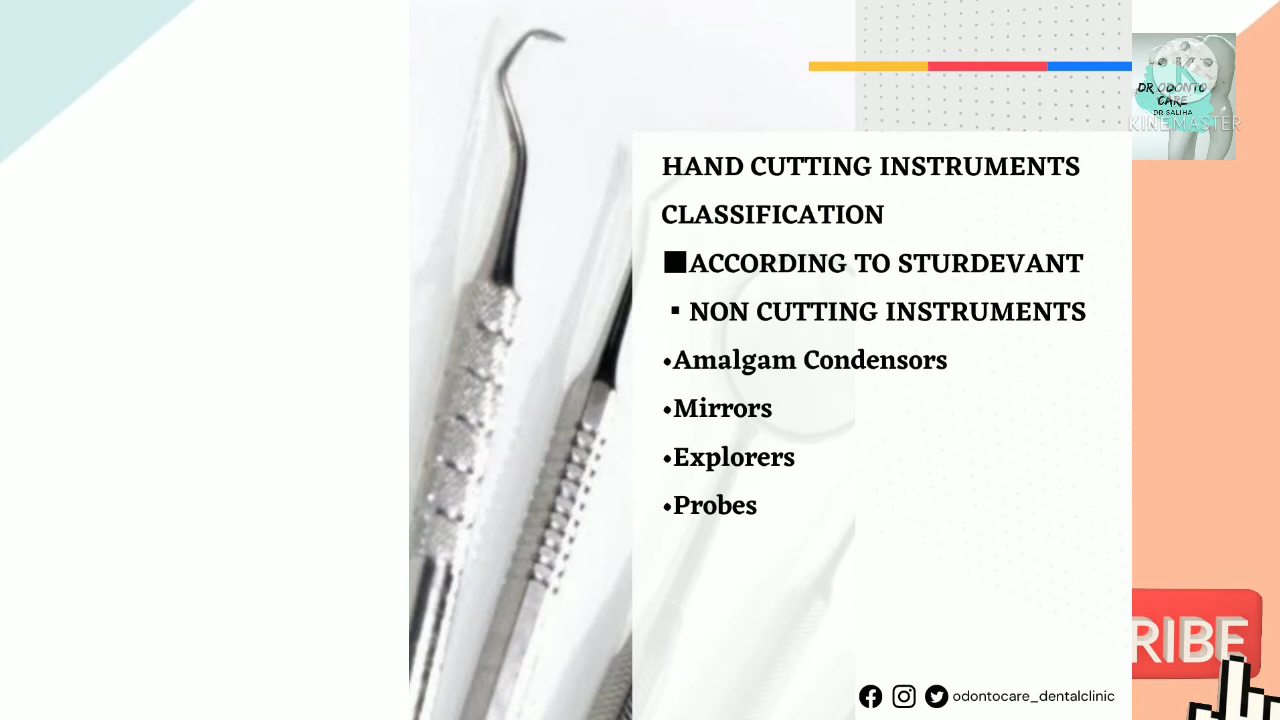 HAND CUTTING INSTRUMENTS
CLASSIFICATION
■ACCORDING TO STURDEVANT
▪ NON CUTTING INSTRUMENTS
•Amalgam Condensors
•Mirrors
•Explorers
•Probes
odontocare_dentalclinic
DR ODONTO
CARE
DR SALIHA
KINEMASTER
RIBE